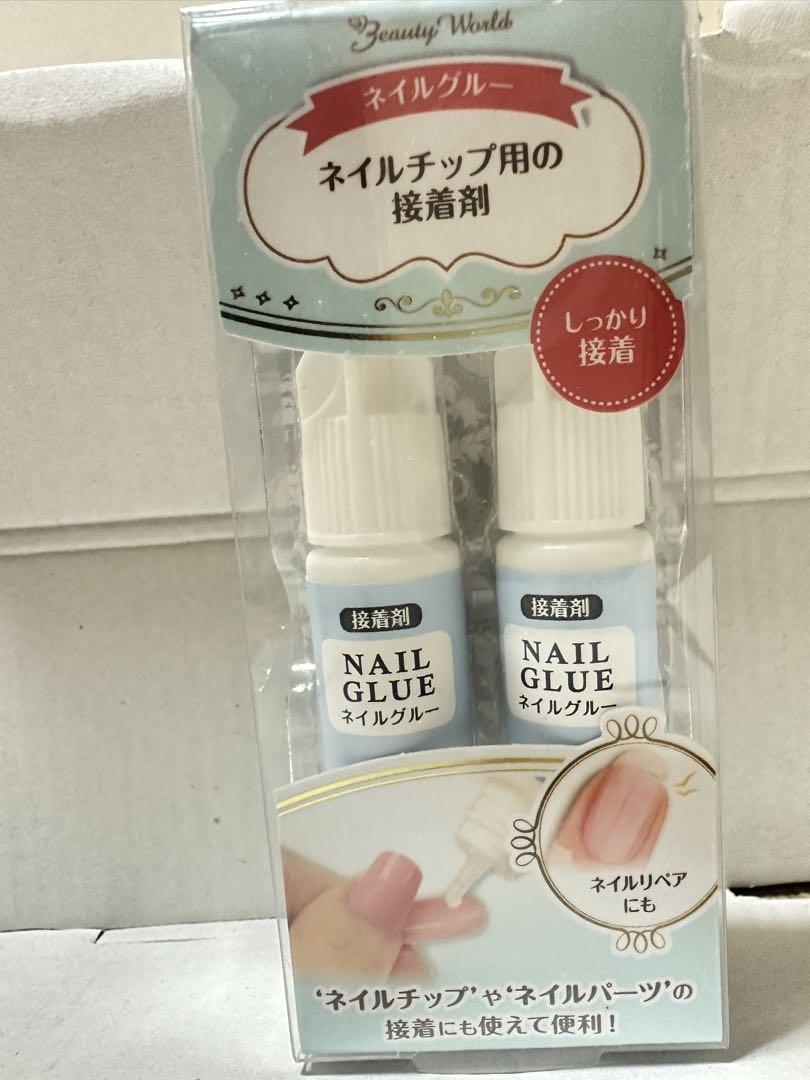 Beauty World
ネイルグルー
ネイルチップ用の
接着剤
しっかり
接着
接着剤
NAIL
GLUE
ネイルグルー
接着剤
NAIL
GLUE
ネイルグルー
ネイルリペア
にも
‘ネイルチップ’や‘ネイルパーツ’の
接着にも使えて便利！